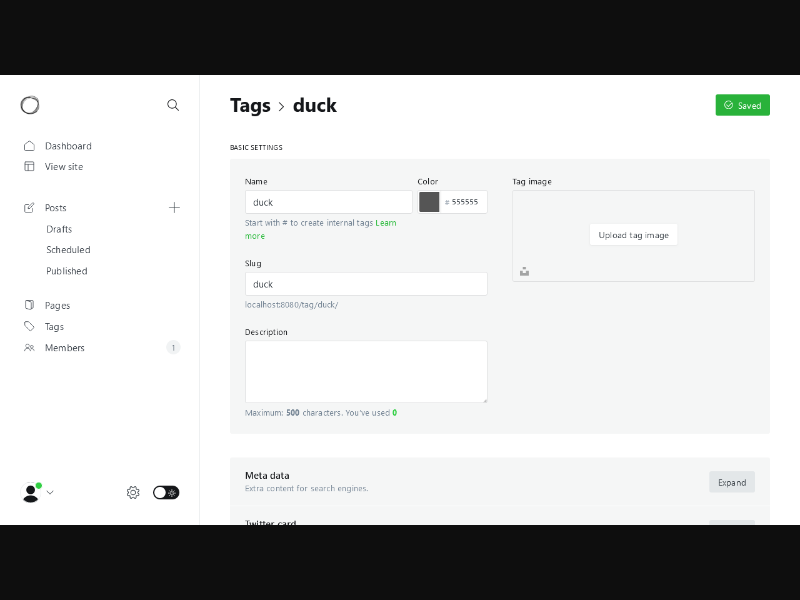 Tags > duck
Saved
Dashboard
View site
Posts
Drafts
Scheduled
Published
Pages
Tags
Members
1
BASIC SETTINGS
Name
duck
Start with # to create internal tags Learn
more
Color
# 555555
Slug
duck
localhost:8080/tag/duck/
Description
Maximum: 500 characters. You've used 0
Tag image
Upload tag image
Meta data
Extra content for search engines.
Expand
Twitter card